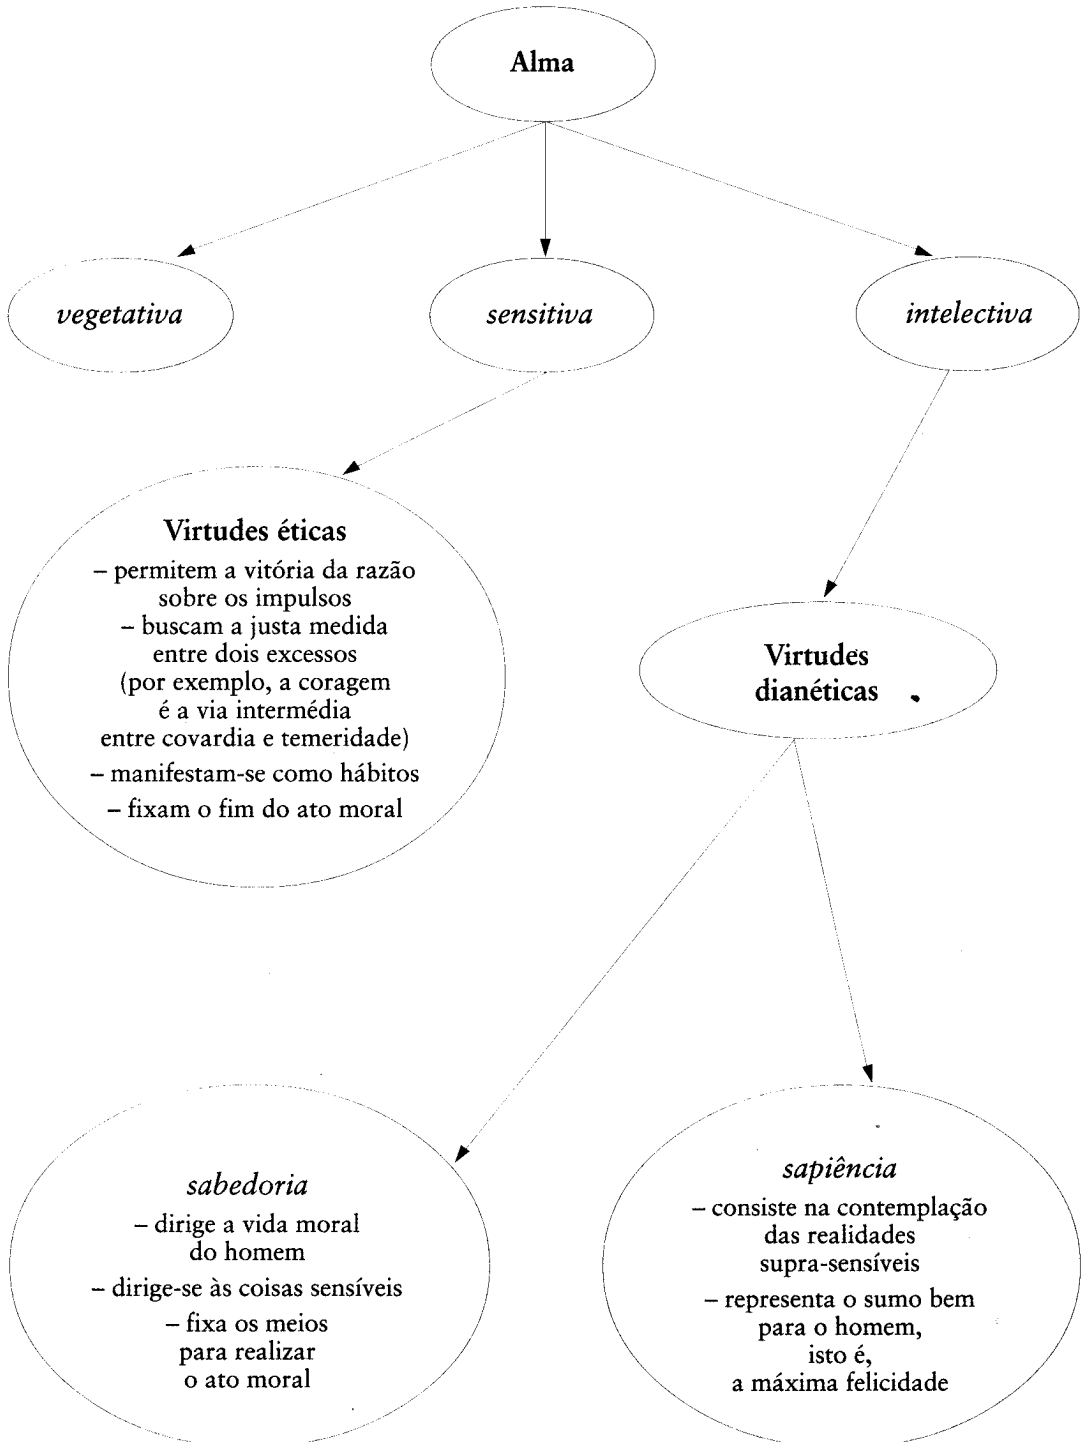 Alma
vegetativa
sensitiva
intelectiva
Virtudes éticas
– permitem a vitória da razão
sobre os impulsos
– buscam a justa medida
entre dois excessos
(por exemplo, a coragem
é a via intermédia
entre covardia e temeridade)
– manifestam-se como hábitos
– fixam o fim do ato moral
Virtudes
dianéticas
sabedoria
– dirige a vida moral
do homem
– dirige-se às coisas sensíveis
– fixa os meios
para realizar
o ato moral
sapiência
– consiste na contemplação
das realidades
supra-sensíveis
– representa o sumo bem
para o homem,
isto é,
a máxima felicidade